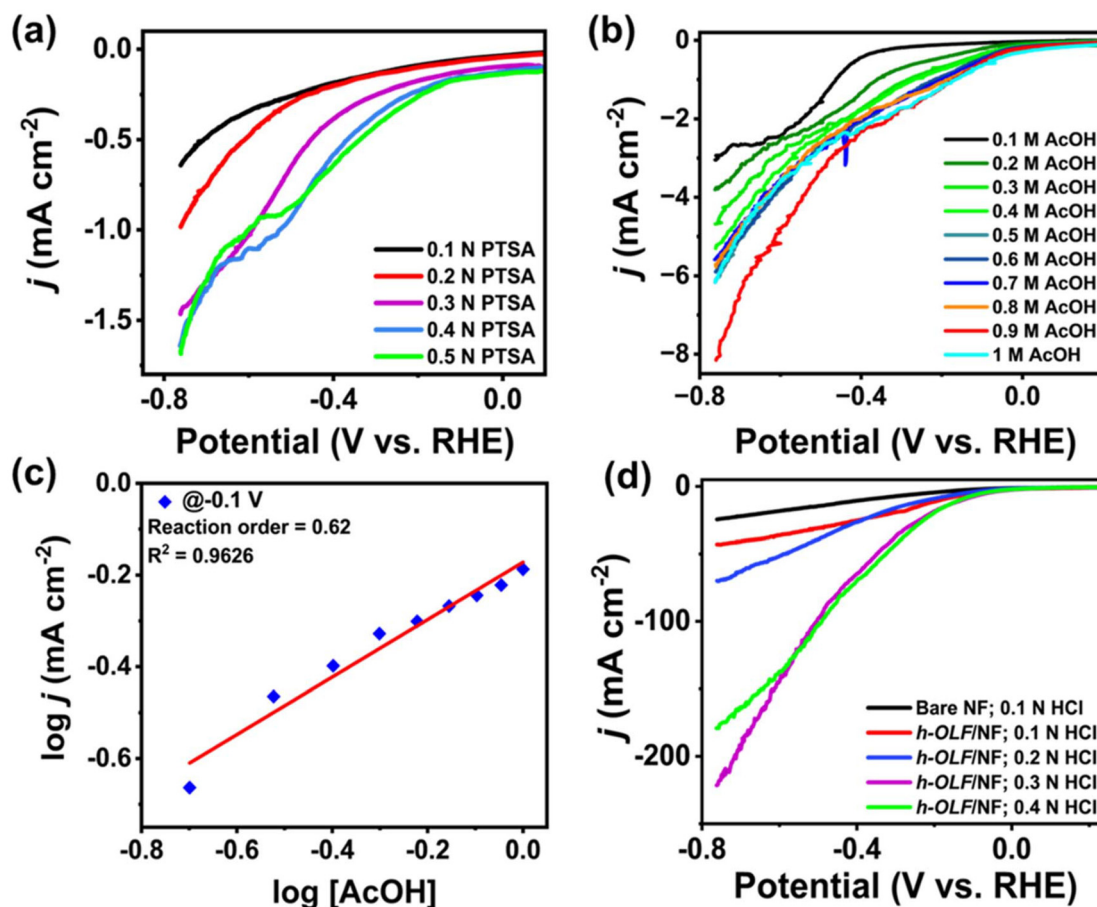 (a)
0.0
-0.5
-1.0
-1.5
j (mA cm-2)
0.1 N PTSA
0.2 N PTSA
0.3 N PTSA
0.4 N PTSA
0.5 N PTSA
-0.8
-0.4
0.0
Potential (V vs. RHE)
(b)
0
−2
−4
−6
−8
j (mA cm-2)
0.1 M AcOH
0.2 M AcOH
0.3 M AcOH
0.4 M AcOH
0.5 M AcOH
0.6 M AcOH
0.7 M AcOH
0.8 M AcOH
0.9 M AcOH
1 M AcOH
−0.8
−0.4
0.0
Potential (V vs. RHE)
(c)
0.0
-0.2
-0.4
-0.6
log j (mA cm-2)
@-0.1 V
Reaction order = 0.62
R2 = 0.9626
-0.8
-0.6
-0.4
-0.2
0.0
log [AcOH]
(d)
0
-100
-200
j (mA cm-2)
Bare NF; 0.1 N HCl
h-OLF/NF; 0.1 N HCl
h-OLF/NF; 0.2 N HCl
h-OLF/NF; 0.3 N HCl
h-OLF/NF; 0.4 N HCl
-0.8
-0.4
0.0
Potential (V vs. RHE)